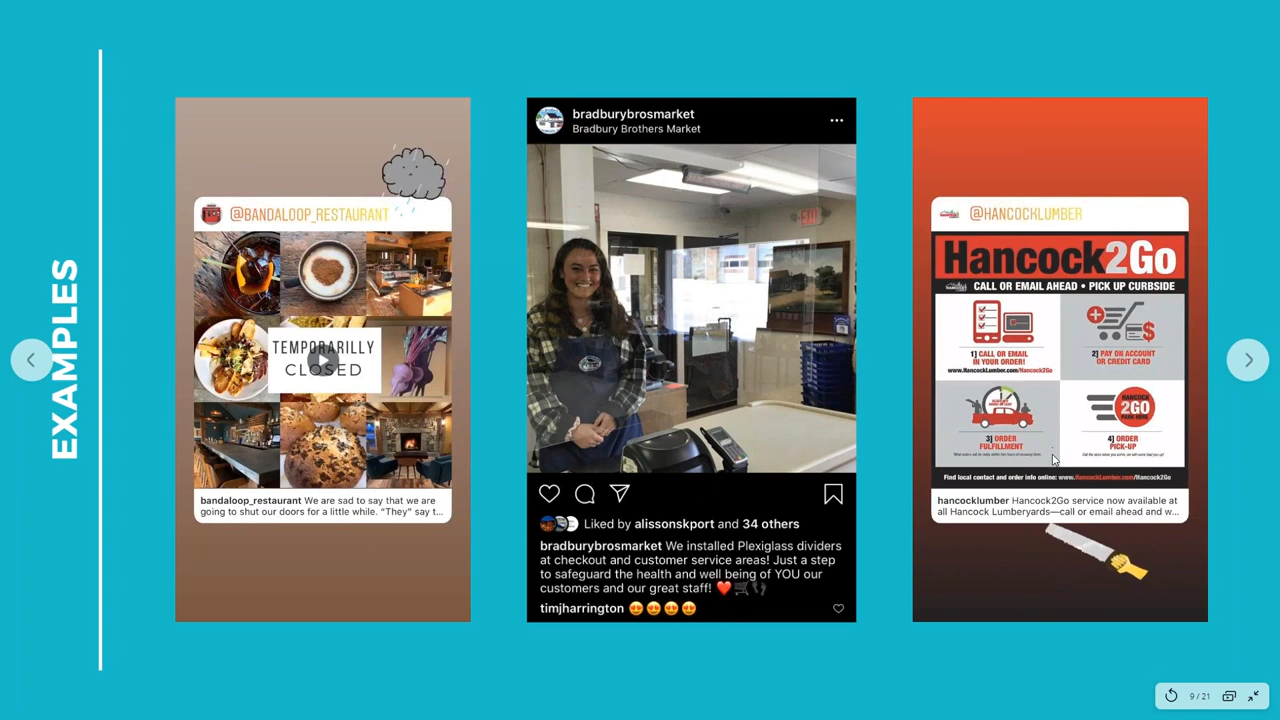 EXAMPLES
@BANDALOOP_RESTAURANT
TEMPORARILLY
CLOSED
bandaloop_restaurant We are sad to say that we are
going to shut our doors for a little while. “They” say t...
bradburybrosmarket
Bradbury Brothers Market
EXIT
Liked by alissonskport and 34 others
bradburybrosmarket We installed Plexiglass dividers
at checkout and customer service areas! Just a step
to safeguard the health and well being of YOU our
customers and our great staff! ❤️🛒👣
timjharrington 😍😍😍😍
@HANCOCKLUMBER
Hancock2Go
CALL OR EMAIL AHEAD • PICK UP CURBSIDE
1] CALL OR EMAIL
IN YOUR ORDER!
www.HancockLumber.com/Hancock2Go
2] PAY ON ACCOUNT
OR CREDIT CARD
3] ORDER
FULFILLMENT
HANCOCK
2GO
PARK HERE
4] ORDER
PICK-UP
Find local contact and order info online: www.HancockLumber.com/Hancock2Go
hancocklumber Hancock2Go service now available at
all Hancock Lumberyards—call or email ahead and w...
9 / 21